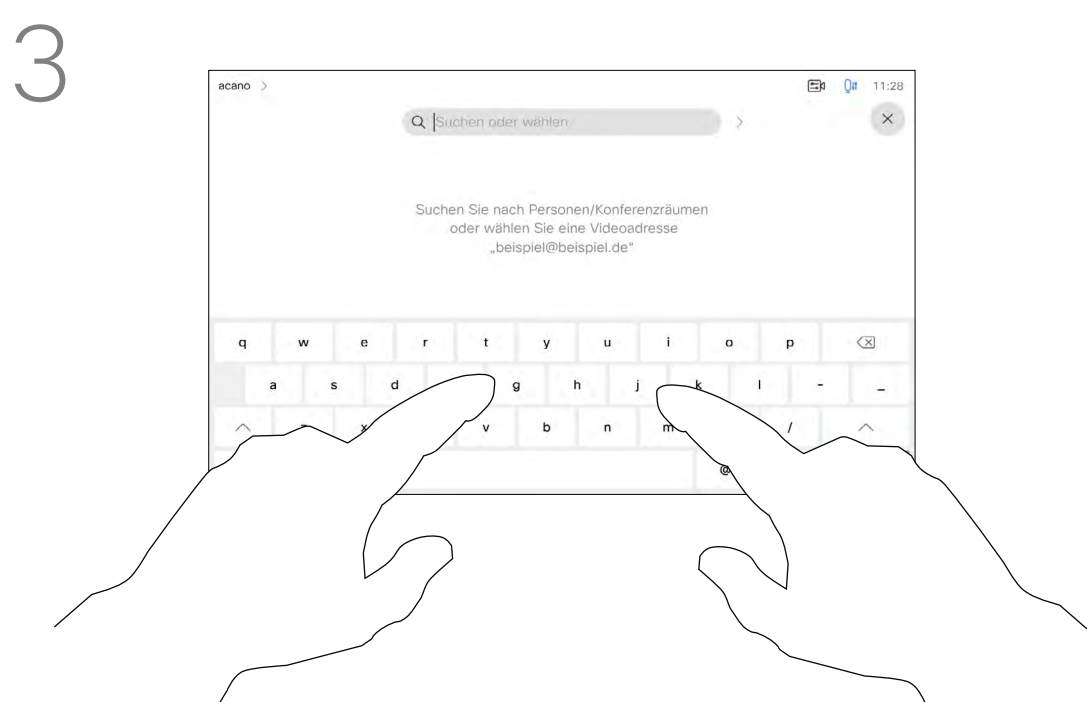 3
acano >
11:28
Suchen oder wählen
Suchen Sie nach Personen/Konferenzräumen
oder wählen Sie eine Videoadresse
„beispiel@beispiel.de“
q w e r t y u i o p
a s d g h j k l - _
x v b n m /
@